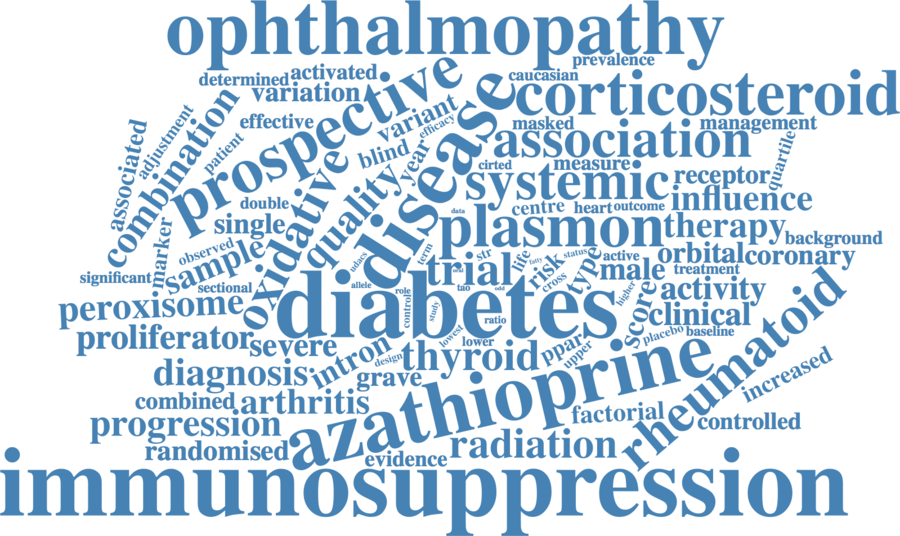 ophthalmopathy
prevalence
determined
activated
caucasian
variation
prospective
disease
corticosteroid
combination
adjustment
associated
effective
variant
efficacy
masked
management
association
patient
blind
year
quartile
cirted
measure
systemic
receptor
influence
oxidative
quality
double
single
marker
observed
sample
data
centre
heart
outcome
plasmon
therapy
background
term
str
life
fatty
status
active
orbital
coronary
udacs
significant
sectional
allele
trial
tao
odd
risk
cross
type
male
treatment
higher
score
activity
peroxisome
diabetes
role
control
study
ratio
clinical
proliferator
severe
lowest
lower
placebo
baseline
intron
design
thyroid
ppar
upper
diagnosis
grave
azathioprine
rheumatoid
increased
combined
arthritis
factorial
controlled
progression
randomised
evidence
radiation
immunosuppression